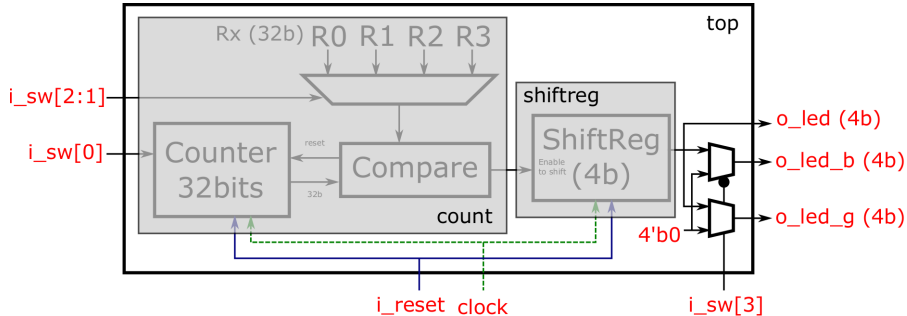 top
Rx (32b) R0 R1 R2 R3
i_sw[2:1]
shiftreg
o_led (4b)
i_sw[0]
Counter
32bits
reset
32b
Compare
ShiftReg
(4b)
Enable
to shift
o_led_b (4b)
count
4'b0
o_led_g (4b)
i_reset clock
i_sw[3]